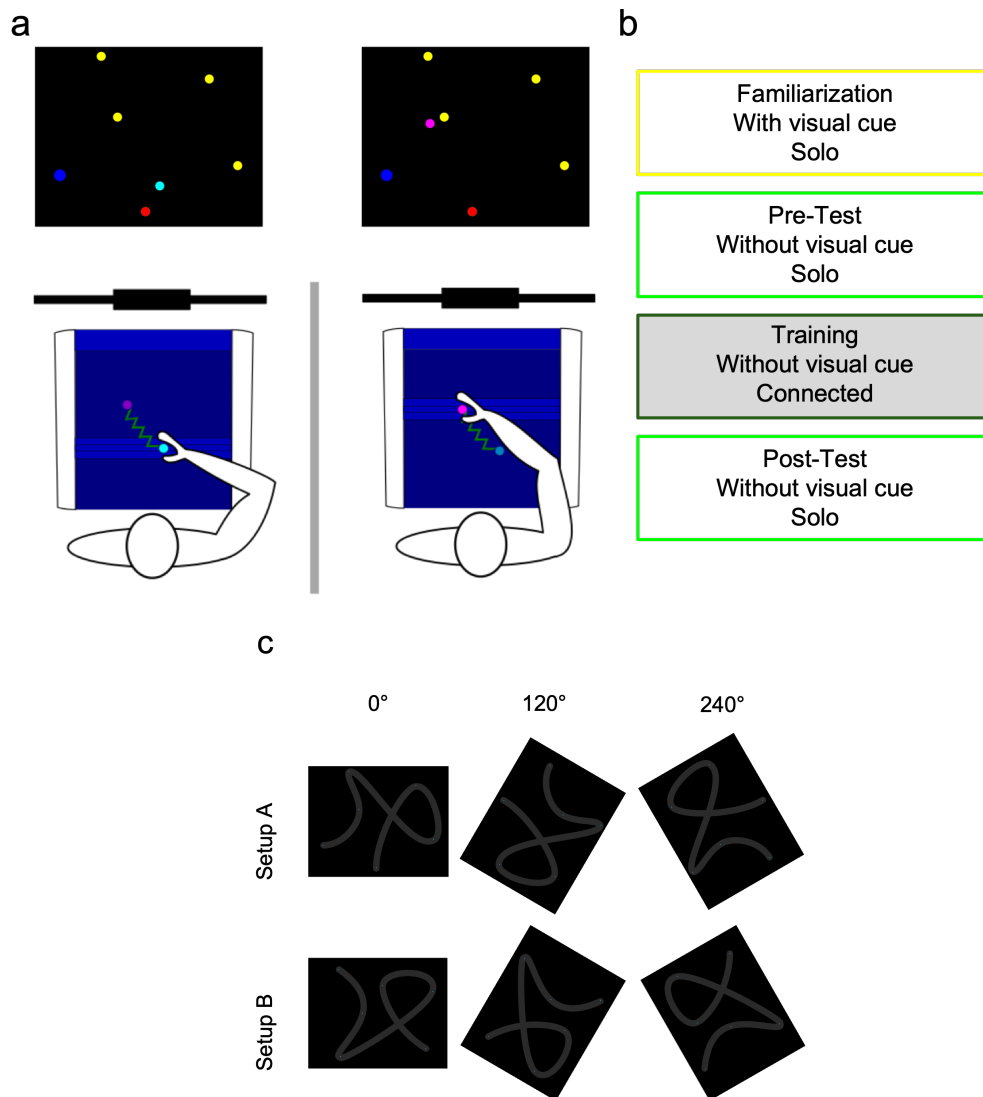 a
b
Familiarization
With visual cue
Solo
Pre-Test
Without visual cue
Solo
Training
Without visual cue
Connected
Post-Test
Without visual cue
Solo
c
0°
120°
240°
Setup A
Setup B